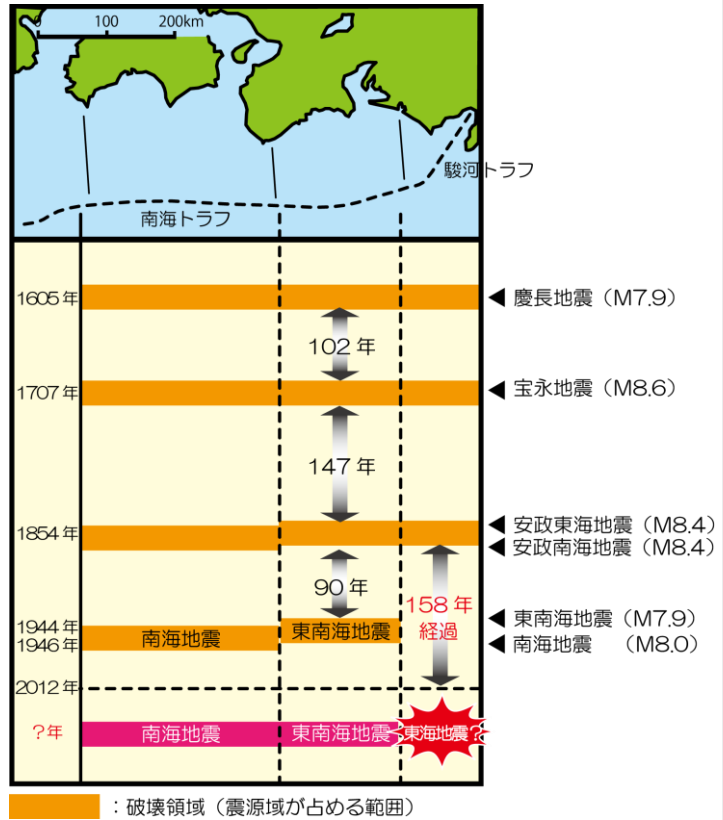 0 100 200km
駿河トラフ
南海トラフ
1605年
慶長地震（M7.9）
102年
1707年
宝永地震（M8.6）
147年
1854年
安政東海地震（M8.4）
安政南海地震（M8.4）
90年
158年
経過
1944年
東南海地震
東南海地震（M7.9）
1946年
南海地震
南海地震　（M8.0）
2012年
？年
南海地震
東南海地震
東海地震？
：破壊領域（震源域が占める範囲）